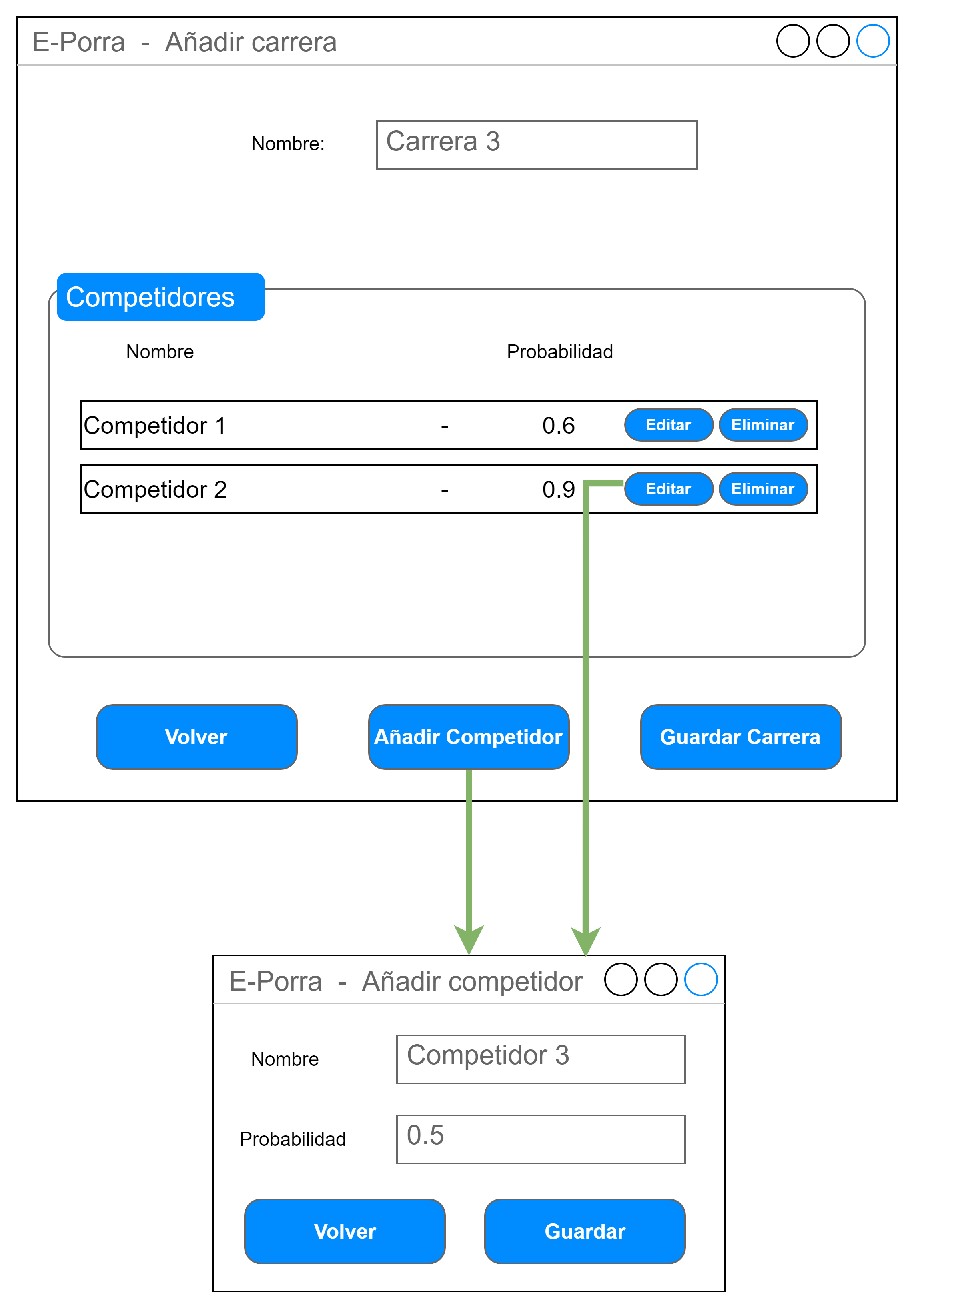 E-Porra - Añadir carrera
Nombre: Carrera 3
Competidores
Nombre Probabilidad
Competidor 1 - 0.6 Editar Eliminar
Competidor 2 - 0.9 Editar Eliminar
Volver Añadir Competidor Guardar Carrera
E-Porra - Añadir competidor
Nombre Competidor 3
Probabilidad 0.5
Volver Guardar